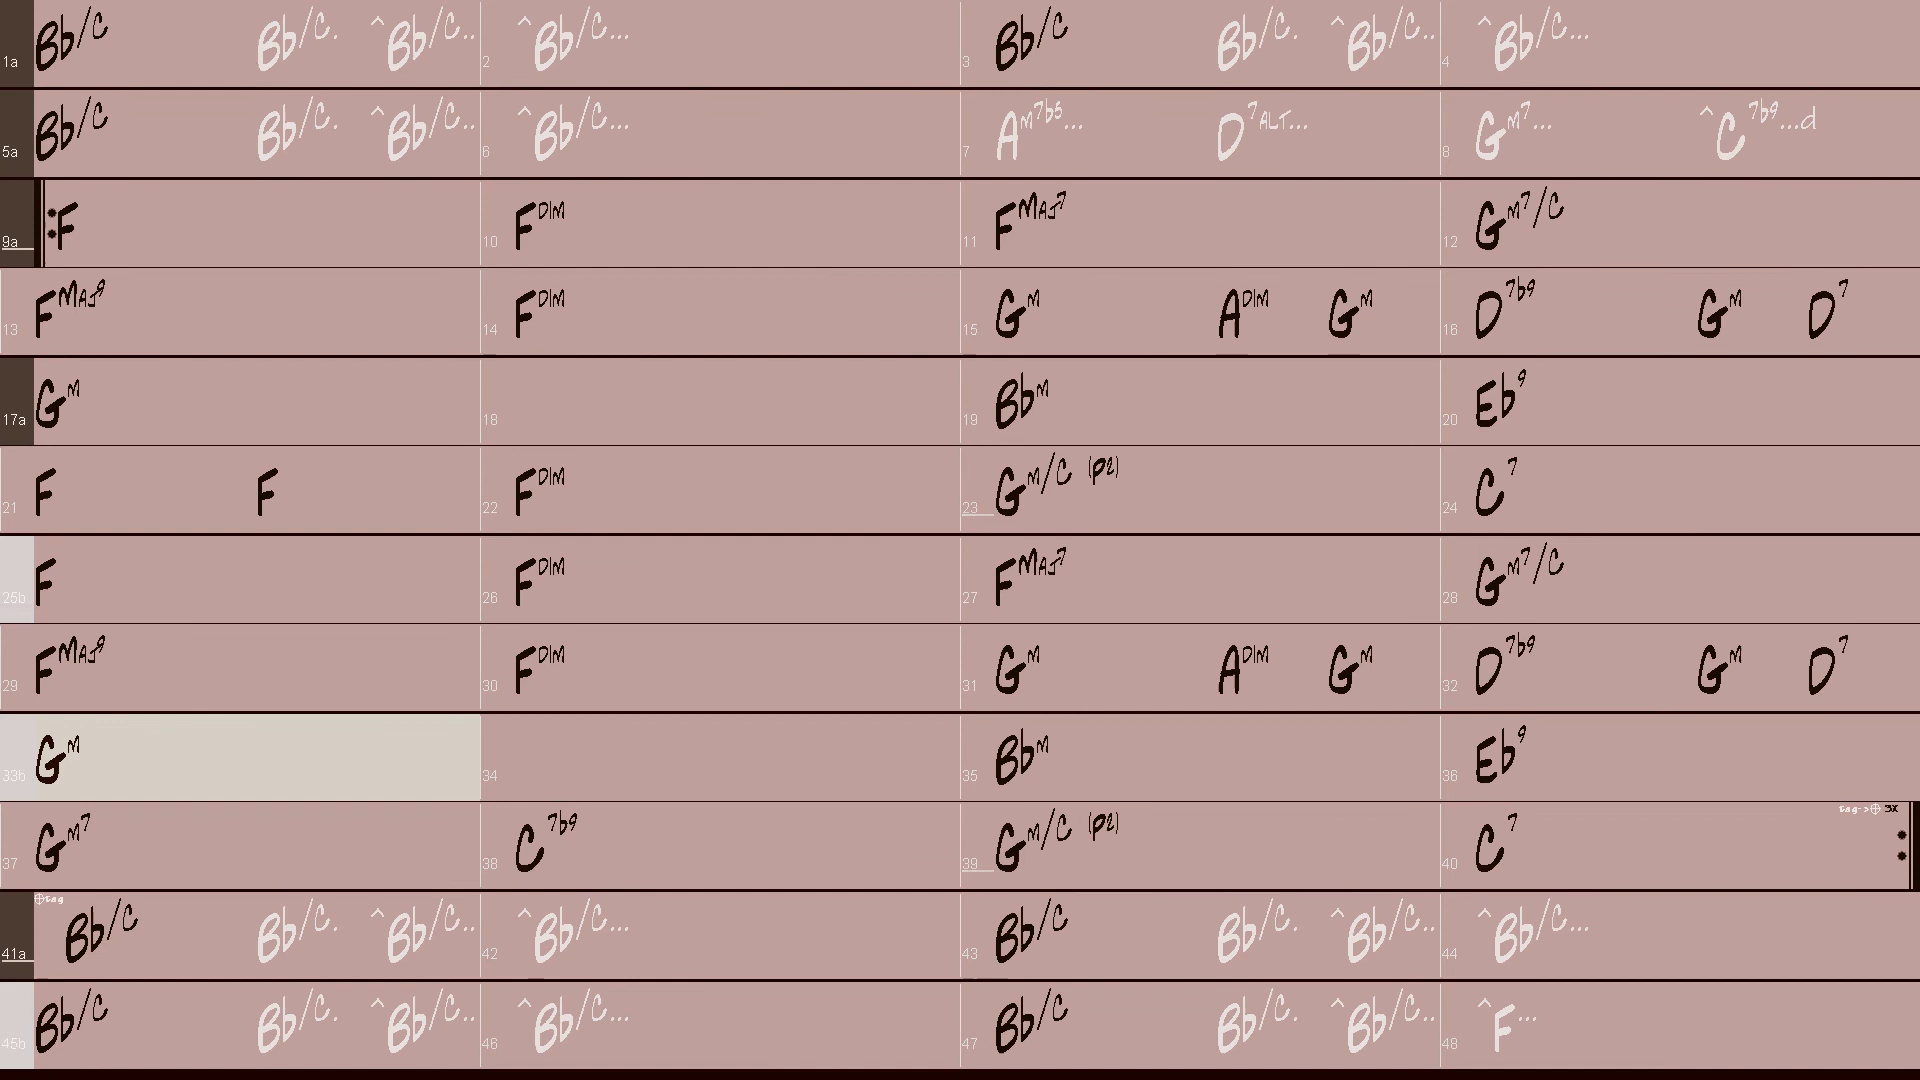 1a Bb/C Bb/C. ^Bb/C.. 2 ^Bb/C... 3 Bb/C Bb/C. ^Bb/C.. 4 ^Bb/C...
5a Bb/C Bb/C. ^Bb/C.. 6 ^Bb/C... 7 AM7b5... D7ALT... 8 GM7... ^C7b9...d
9a F 10 FDIM 11 FMAJ7 12 GM7/C
13 FMAJ9 14 FDIM 15 GM ADIM GM 16 D7b9 GM D7
17a GM 18 19 BbM 20 Eb9
21 F F 22 FDIM 23 GM/C (P2) 24 C7
25b F 26 FDIM 27 FMAJ7 28 GM7/C
29 FMAJ9 30 FDIM 31 GM ADIM GM 32 D7b9 GM D7
33b GM 34 35 BbM 36 Eb9
tag-> 3X
37 GM7 38 C7b9 39 GM/C (P2) 40 C7
tag
41a Bb/C Bb/C. ^Bb/C.. 42 ^Bb/C... 43 Bb/C Bb/C. ^Bb/C.. 44 ^Bb/C...
45b Bb/C Bb/C. ^Bb/C.. 46 ^Bb/C... 47 Bb/C Bb/C. ^Bb/C.. 48 ^F...